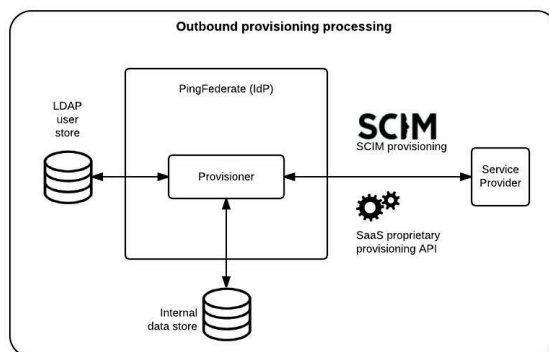 Outbound provisioning processing
PingFederate (IdP)
LDAP
user
store
SCIM
SCIM provisioning
Provisioner
Service
Provider
SaaS proprietary
provisioning API
Internal
data store